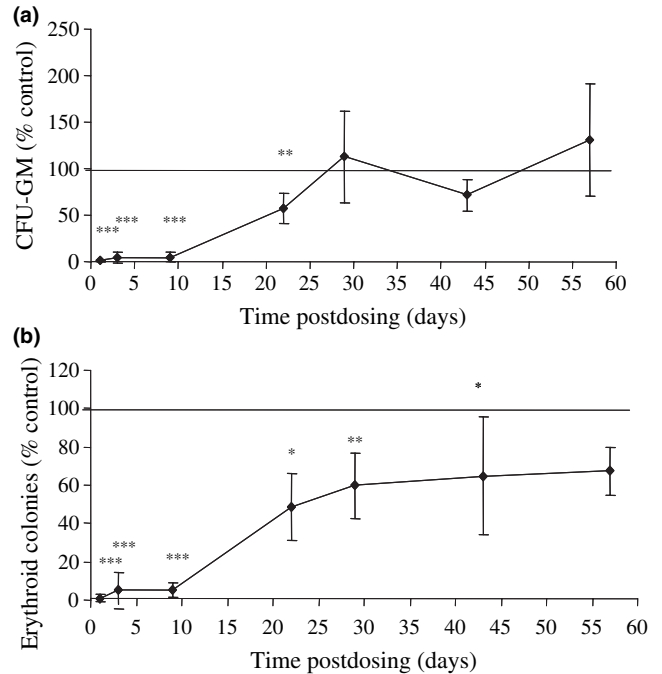 (a)
CFU-GM (% control)
250
200
150
100
50
0
***
***
***
**
0 5 10 15 20 25 30 35 40 45 50 55 60
Time postdosing (days)
(b)
Erythroid colonies (% control)
120
100
80
60
40
20
0
***
***
***
*
**
*
0 5 10 15 20 25 30 35 40 45 50 55 60
Time postdosing (days)